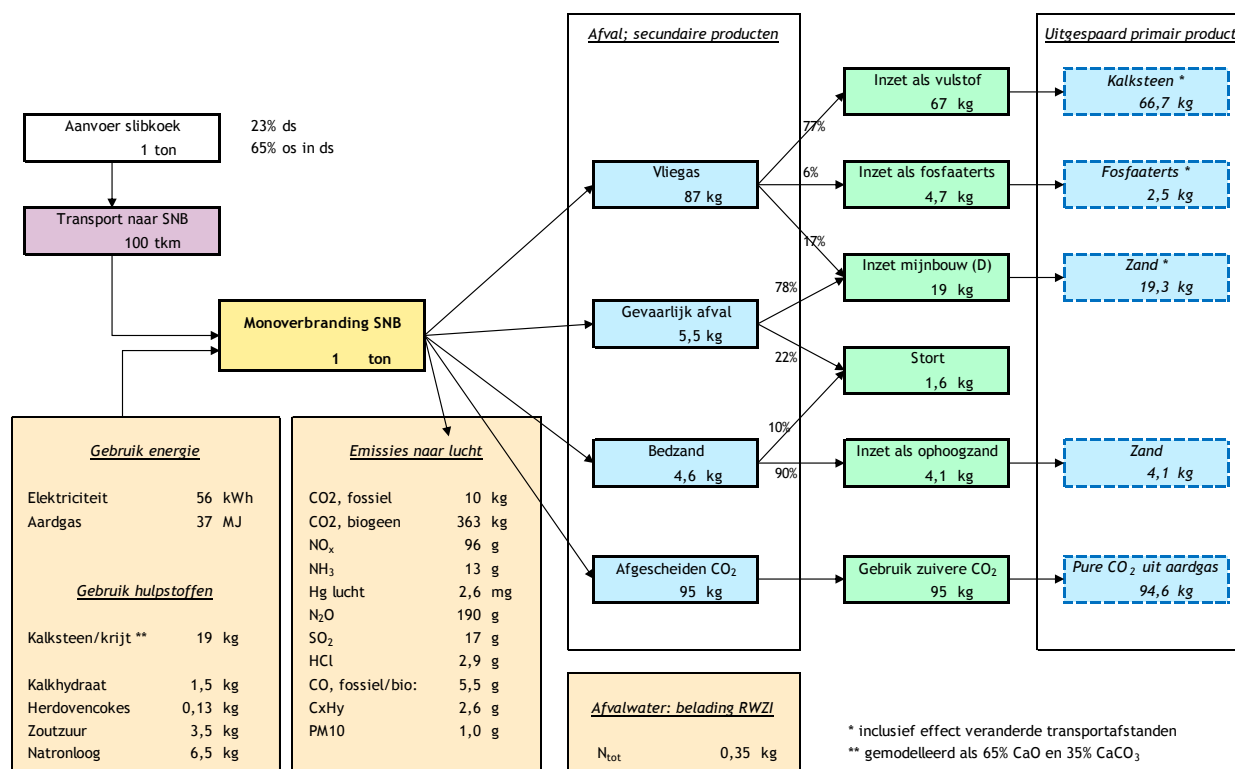 Aanvoer slibkoek
1 ton
23% ds
65% os in ds
Transport naar SNB
100 tkm
Monoverbranding SNB
1 ton
Gebruik energie
Elektriciteit 56 kWh
Aardgas 37 MJ
Gebruik hulpstoffen
Kalksteen/krijt ** 19 kg
Kalkhydraat 1,5 kg
Herdovencokes 0,13 kg
Zoutzuur 3,5 kg
Natronloog 6,5 kg
Emissies naar lucht
CO2, fossiel 10 kg
CO2, biogeen 363 kg
NOx 96 g
NH3 13 g
Hg lucht 2,6 mg
N2O 190 g
SO2 17 g
HCl 2,9 g
CO, fossiel/bio: 5,5 g
CxHy 2,6 g
PM10 1,0 g
Afval; secundaire producten
Vliegas
87 kg
Gevaarlijk afval
5,5 kg
Bedzand
4,6 kg
Afgescheiden CO2
95 kg
77%
6%
17%
78%
22%
10%
90%
Inzet als vulstof
67 kg
Inzet als fosfaaterts
4,7 kg
Inzet mijnbouw (D)
19 kg
Stort
1,6 kg
Inzet als ophoogzand
4,1 kg
Gebruik zuivere CO2
95 kg
Uitgespaard primair product
Kalksteen *
66,7 kg
Fosfaaterts *
2,5 kg
Zand *
19,3 kg
Zand
4,1 kg
Pure CO2 uit aardgas
94,6 kg
Afvalwater: belading RWZI
Ntot 0,35 kg
* inclusief effect veranderde transportafstanden
** gemodelleerd als 65% CaO en 35% CaCO3